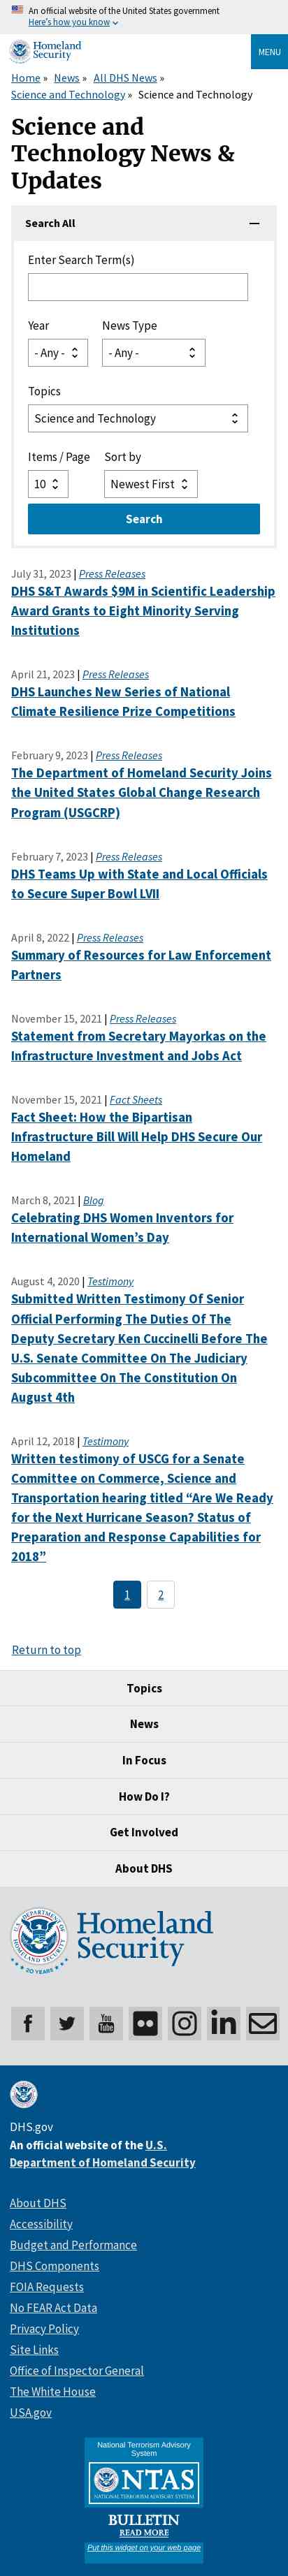 An official website of the U.S. Department of Homeland Security
Here's how you know
Homeland
Security
MENU
Home » News » All DHS News »
Science and Technology » Science and Technology
Science and
Technology News &
Updates
Search All
Enter Search Term(s)
Year News Type
- Any - - Any -
Topics
Science and Technology
Items / Page Sort by
10 Newest First
Search
July 31, 2023 | Press Releases
DHS S&T Awards $9M in Scientific Leadership
Award Grants to Eight Minority Serving
Institutions
April 21, 2023 | Press Releases
DHS Launches New Series of National
Climate Resilience Prize Competitions
February 9, 2023 | Press Releases
The Department of Homeland Security Joins
the United States Global Change Research
Program (USGCRP)
February 7, 2023 | Press Releases
DHS Teams Up with State and Local Officials
to Secure Super Bowl LVII
April 8, 2022 | Press Releases
Summary of Resources for Law Enforcement
Partners
November 15, 2021 | Press Releases
Statement from Secretary Mayorkas on the
Infrastructure Investment and Jobs Act
November 15, 2021 | Fact Sheets
Fact Sheet: How the Bipartisan
Infrastructure Bill Will Help DHS Secure Our
Homeland
March 8, 2021 | Blog
Celebrating DHS Women Inventors for
International Women's Day
August 4, 2020 | Testimony
Submitted Written Testimony Of Senior
Official Performing The Duties Of The
Deputy Secretary Ken Cuccinelli Before The
U.S. Senate Committee On The Judiciary
Subcommittee On The Constitution On
August 4th
April 12, 2018 | Testimony
Written testimony of USCG for a Senate
Committee on Commerce, Science and
Transportation hearing titled “Are We Ready
for the Next Hurricane Season? Status of
Preparation and Response Capabilities for
2018”
1 2
Return to top
Topics
News
In Focus
How Do I?
Get Involved
About DHS
Homeland
Security
20 YEARS
You
Tube
in
DHS.gov
An official website of the U.S.
Department of Homeland Security
About DHS
Accessibility
Budget and Performance
DHS Components
FOIA Requests
No FEAR Act Data
Privacy Policy
Site Links
Office of Inspector General
The White House
USA.gov
National Terrorism Advisory
System
NTAS
NATIONAL TERRORISM ADVISORY SYSTEM
BULLETIN
READ MORE
Put this widget on your web page